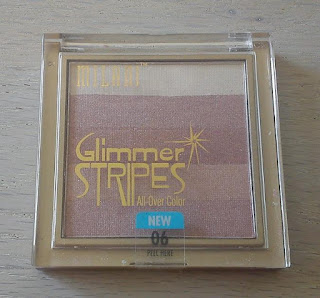 MILANI
Glimmer
STRIPES
All-Over Color
NEW
06